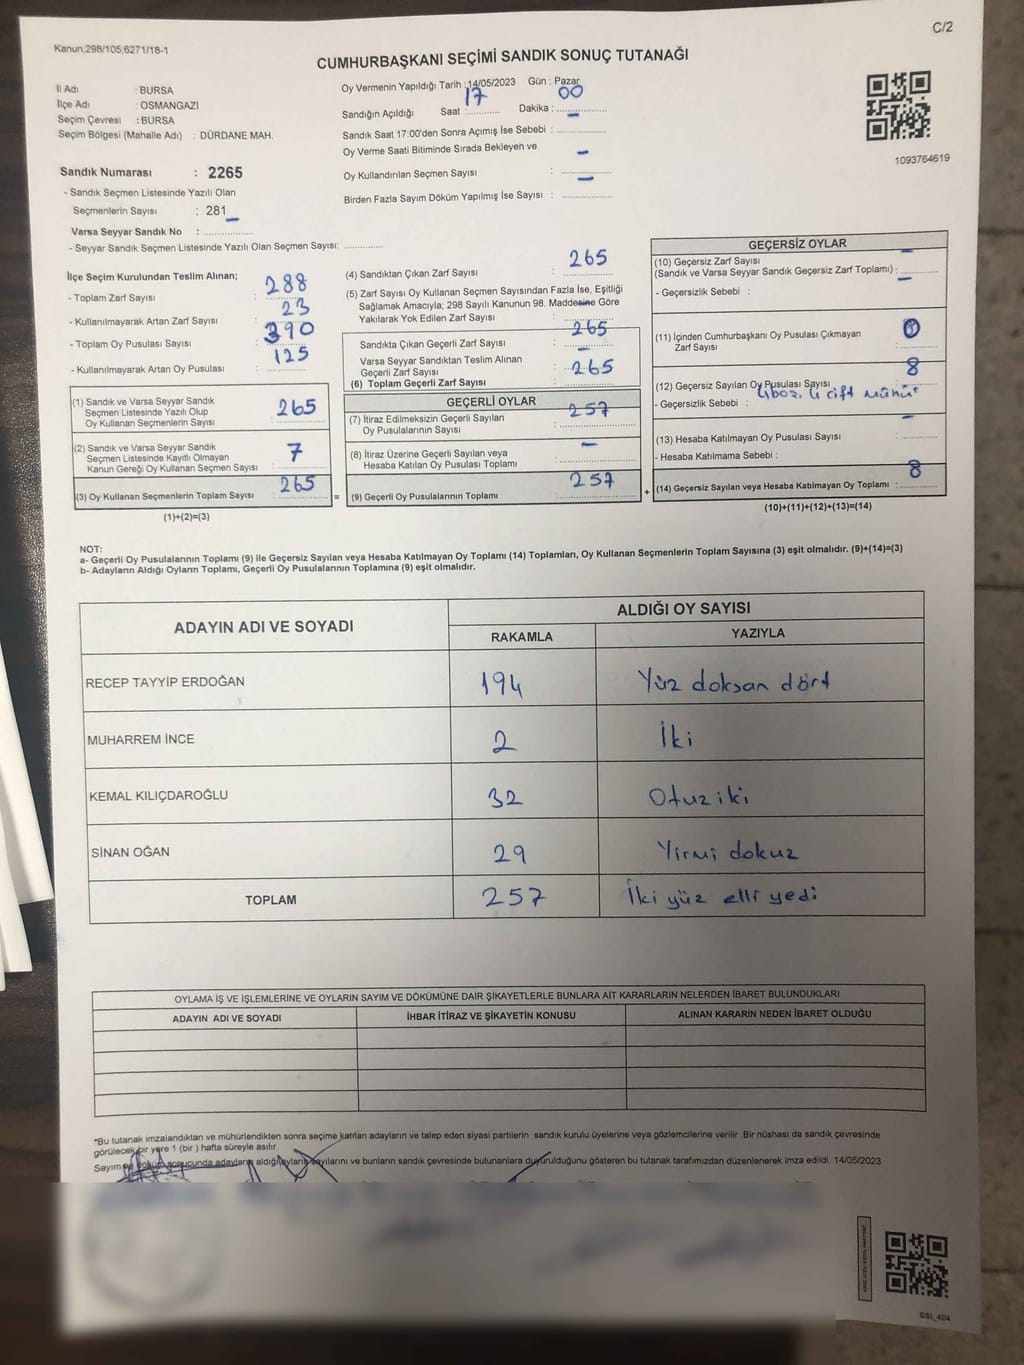 C/2
Kanun;298/105;6271/18-1
CUMHURBAŞKANI SEÇİMİ SANDIK SONUÇ TUTANAĞI
İl Adı : BURSA
İlçe Adı : OSMANGAZİ
Seçim Çevresi : BURSA
Seçim Bölgesi (Mahalle Adı) : DÜRDANE MAH.
Sandık Numarası : 2265
- Sandık Seçmen Listesinde Yazılı Olan
Seçmenlerin Sayısı : 281
Varsa Seyyar Sandık No : -
- Seyyar Sandık Seçmen Listesinde Yazılı Olan Seçmen Sayısı:
Oy Vermenin Yapıldığı Tarih :14/05/2023 Gün : Pazar
Sandığın Açıldığı Saat : 17 Dakika : 00
Sandık Saat 17:00'den Sonra Açımış İse Sebebi : -
Oy Verme Saati Bitiminde Sırada Bekleyen ve
Oy Kullandırılan Seçmen Sayısı : -
Birden Fazla Sayım Döküm Yapılmış İse Sayısı : -
1093764619
İlçe Seçim Kurulundan Teslim Alınan;
- Toplam Zarf Sayısı : 288
- Kullanılmayarak Artan Zarf Sayısı : 23
- Toplam Oy Pusulası Sayısı : 390
- Kullanılmayarak Artan Oy Pusulası : 125
(1) Sandık ve Varsa Seyyar Sandık
Seçmen Listesinde Yazılı Olup
Oy Kullanan Seçmenlerin Sayısı : 265
(2) Sandık ve Varsa Seyyar Sandık
Seçmen Listesinde Kayıtlı Olmayan
Kanun Gereği Oy Kullanan Seçmen Sayısı : 7
(3) Oy Kullanan Seçmenlerin Toplam Sayısı : 265
(1)+(2)=(3)
(4) Sandıktan Çıkan Zarf Sayısı : 265
(5) Zarf Sayısı Oy Kullanan Seçmen Sayısından Fazla İse, Eşitliği
Sağlamak Amacıyla; 298 Sayılı Kanunun 98. Maddesine Göre
Yakılarak Yok Edilen Zarf Sayısı : -
Sandıkta Çıkan Geçerli Zarf Sayısı : 265
Varsa Seyyar Sandıktan Teslim Alınan
Geçerli Zarf Sayısı : -
(6) Toplam Geçerli Zarf Sayısı : 265
GEÇERLİ OYLAR
(7) İtiraz Edilmeksizin Geçerli Sayılan
Oy Pusulalarının Sayısı : 257
(8) İtiraz Üzerine Geçerli Sayılan veya
Hesaba Katılan Oy Pusulası Toplamı : -
= (9) Geçerli Oy Pusulalarının Toplamı : 257
GEÇERSİZ OYLAR
(10) Geçersiz Zarf Sayısı
(Sandık ve Varsa Seyyar Sandık Geçersiz Zarf Toplamı) : -
- Geçersizlik Sebebi : -
(11) İçinden Cumhurbaşkanı Oy Pusulası Çıkmayan
Zarf Sayısı : 0
(12) Geçersiz Sayılan Oy Pusulası Sayısı : 8
- Geçersizlik Sebebi : 4 boz, 4 çift mühür
(13) Hesaba Katılmayan Oy Pusulası Sayısı : -
- Hesaba Katılmama Sebebi :
+ (14) Geçersiz Sayılan veya Hesaba Katılmayan Oy Toplamı : 8
(10)+(11)+(12)+(13)=(14)
NOT:
a- Geçerli Oy Pusulalarının Toplamı (9) ile Geçersiz Sayılan veya Hesaba Katılmayan Oy Toplamı (14) Toplamları, Oy Kullanan Seçmenlerin Toplam Sayısına (3) eşit olmalıdır. (9)+(14)=(3)
b- Adayların Aldığı Oyların Toplamı, Geçerli Oy Pusulalarının Toplamına (9) eşit olmalıdır.
ADAYIN ADI VE SOYADI
ALDIĞI OY SAYISI
RAKAMLA YAZIYLA
RECEP TAYYİP ERDOĞAN 194 Yüz doksan dört
MUHARREM İNCE 2 İki
KEMAL KILIÇDAROĞLU 32 Otuz iki
SİNAN OĞAN 29 Yirmi dokuz
TOPLAM 257 İki yüz elli yedi
OYLAMA İŞ VE İŞLEMLERİNE VE OYLARIN SAYIM VE DÖKÜMÜNE DAİR ŞİKAYETLERLE BUNLARA AİT KARARLARIN NELERDEN İBARET BULUNDUKLARI
ADAYIN ADI VE SOYADI İHBAR İTİRAZ VE ŞİKAYETİN KONUSU ALINAN KARARIN NEDEN İBARET OLDUĞU
*Bu tutanak imzalandıktan ve mühürlendikten sonra seçime katılan adayların ve talep eden siyasi partilerin sandık kurulu üyelerine veya gözlemcilerine verilir. Bir nüshası da sandık çevresinde
görülecek bir yere 1 (bir ) hafta süreyle asılır.
Sayım ve döküm sonucunda adayların aldığı oyların sayılarını ve bunların sandık çevresinde bulunanlara duyurulduğunu gösteren bu tutanak tarafımızdan düzenlenerek imza edildi. 14/05/2023